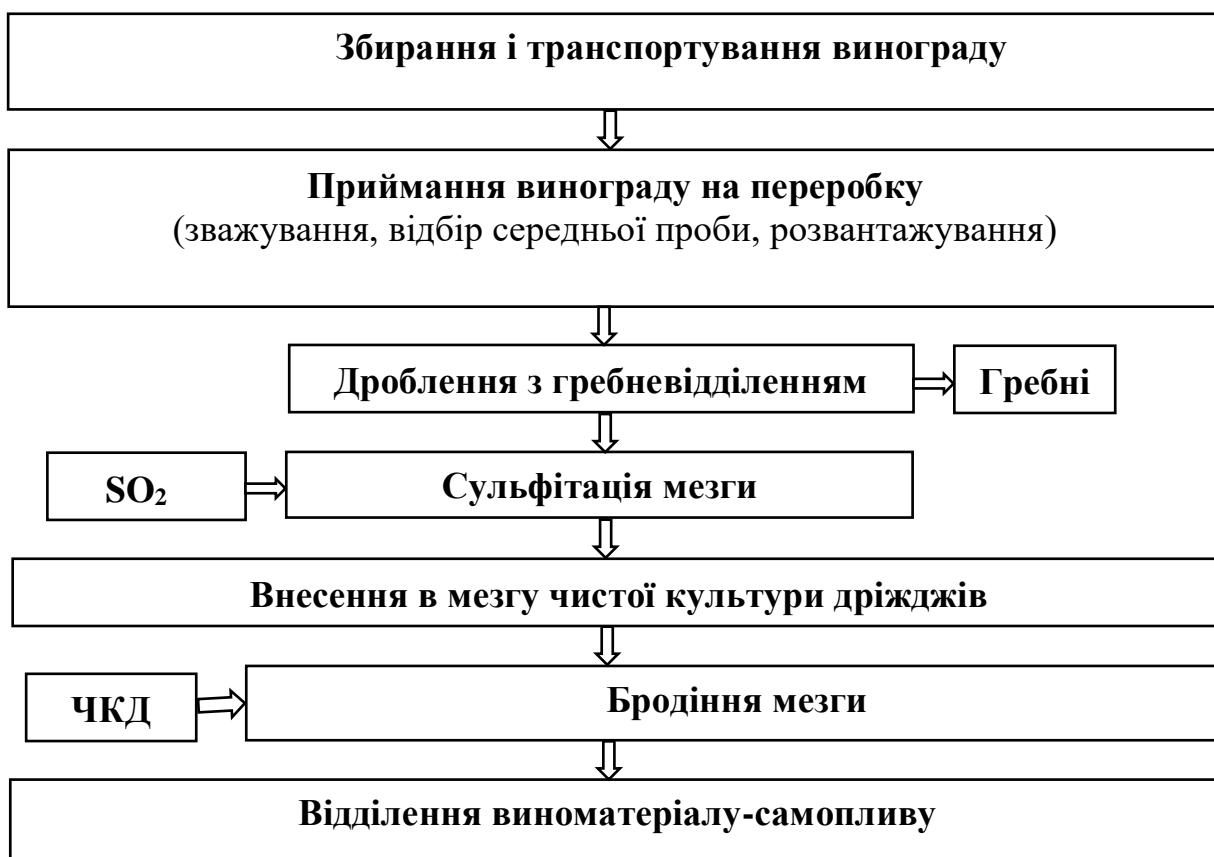 Збирання і транспортування винограду
Приймання винограду на переробку
(зважування, відбір середньої проби, розвантажування)
Дроблення з гребневідділенням
Гребні
SO₂
Сульфітація мезги
Внесення в мезгу чистої культури дріжджів
ЧКД
Бродіння мезги
Відділення виноматеріалу-самопливу